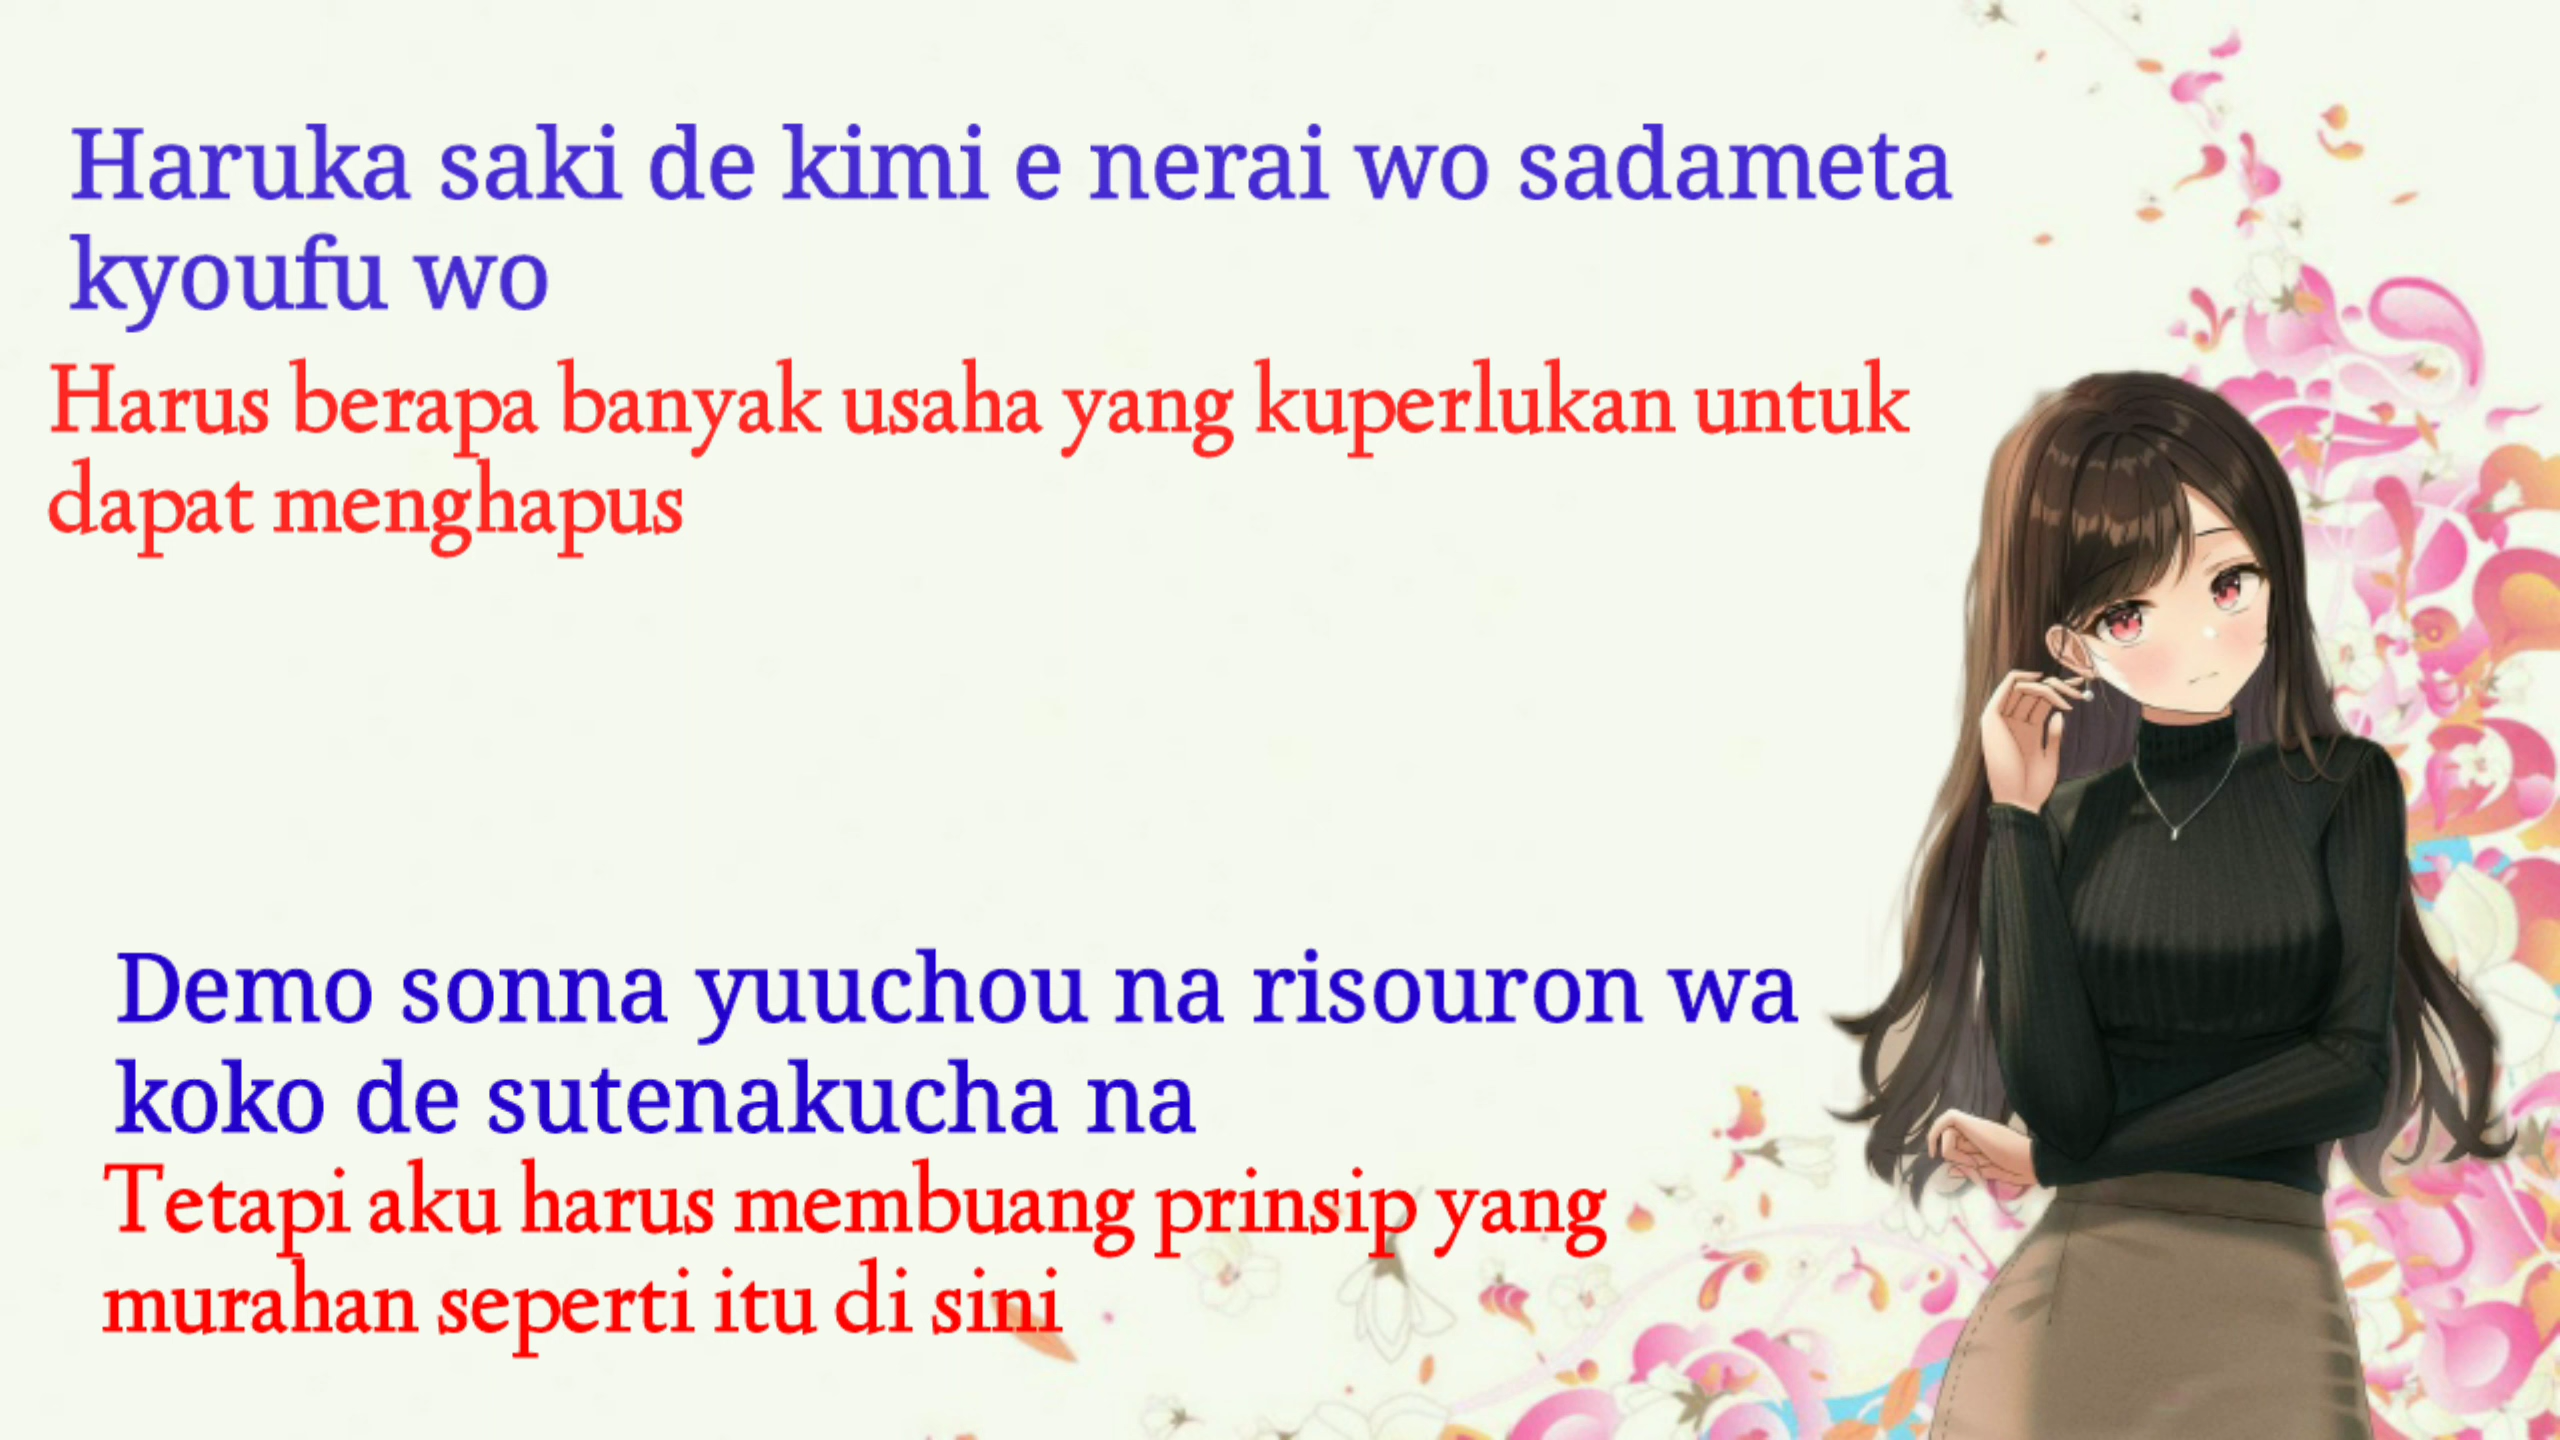 Haruka saki de kimi e nerai wo sadameta
kyoufu wo
Harus berapa banyak usaha yang kuperlukan untuk
dapat menghapus
Demo sonna yuuchou na risouron wa
koko de sutenakucha na
Tetapi aku harus membuang prinsip yang
murahan seperti itu di sini